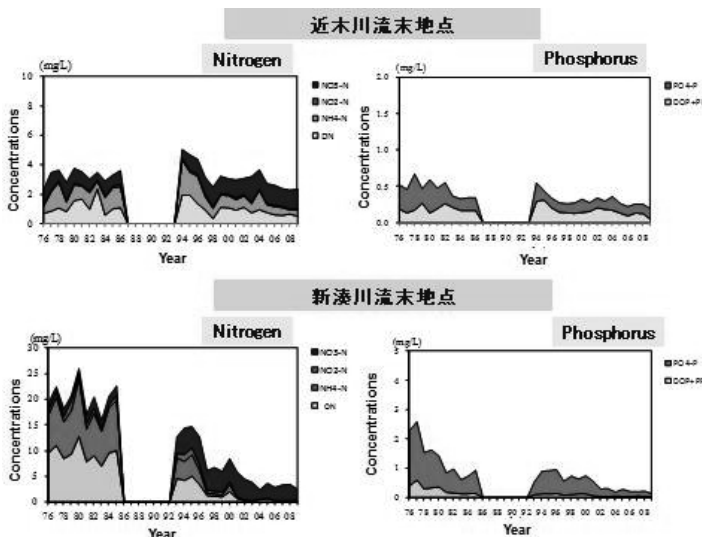 近木川流末地点
Nitrogen
Phosphorus
(mg/L)
(mg/L)
10
8
6
4
2
0
2.0
1.5
1.0
0.5
0.0
NO3-N
NO2-N
NH4-N
ON
PO4-P
Concentrations
Concentrations
76 78 80 82 84 86 88 90 92 94 96 98 00 02 04 06 08
76 78 80 82 84 86 88 90 92 94 96 98 00 02 04 06 08
Year
Year
新湊川流末地点
Nitrogen
Phosphorus
(mg/L)
(mg/L)
30
25
20
15
10
5
0
5
4
3
2
1
0
NO3-N
NO2-N
NH4-N
ON
PO4-P
Concentrations
Concentrations
76 78 80 82 84 86 88 90 92 94 96 98 00 02 04 06 08
76 78 80 82 84 86 88 90 92 94 96 98 00 02 04 06 08
Year
Year